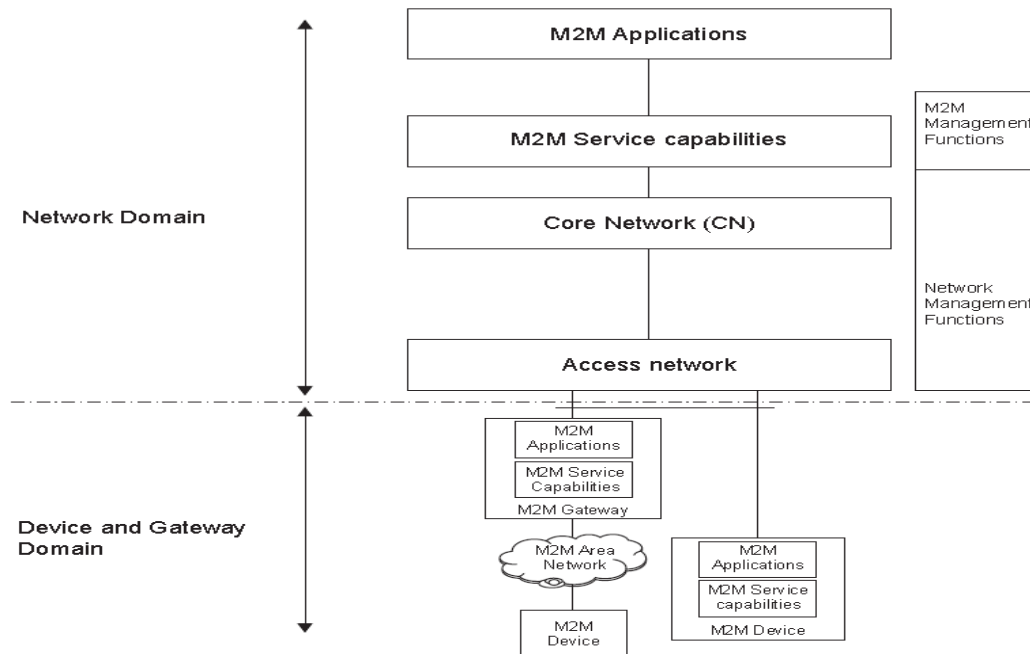 M2M Applications
M2M Service capabilities
Core Network (CN)
Access network
M2M
Management
Functions
Network
Management
Functions
Network Domain
Device and Gateway
Domain
M2M
Applications
M2M Service
Capabilities
M2M Gateway
M2M Area
Network
M2M
Device
M2M
Applications
M2M Service
capabilities
M2M Device